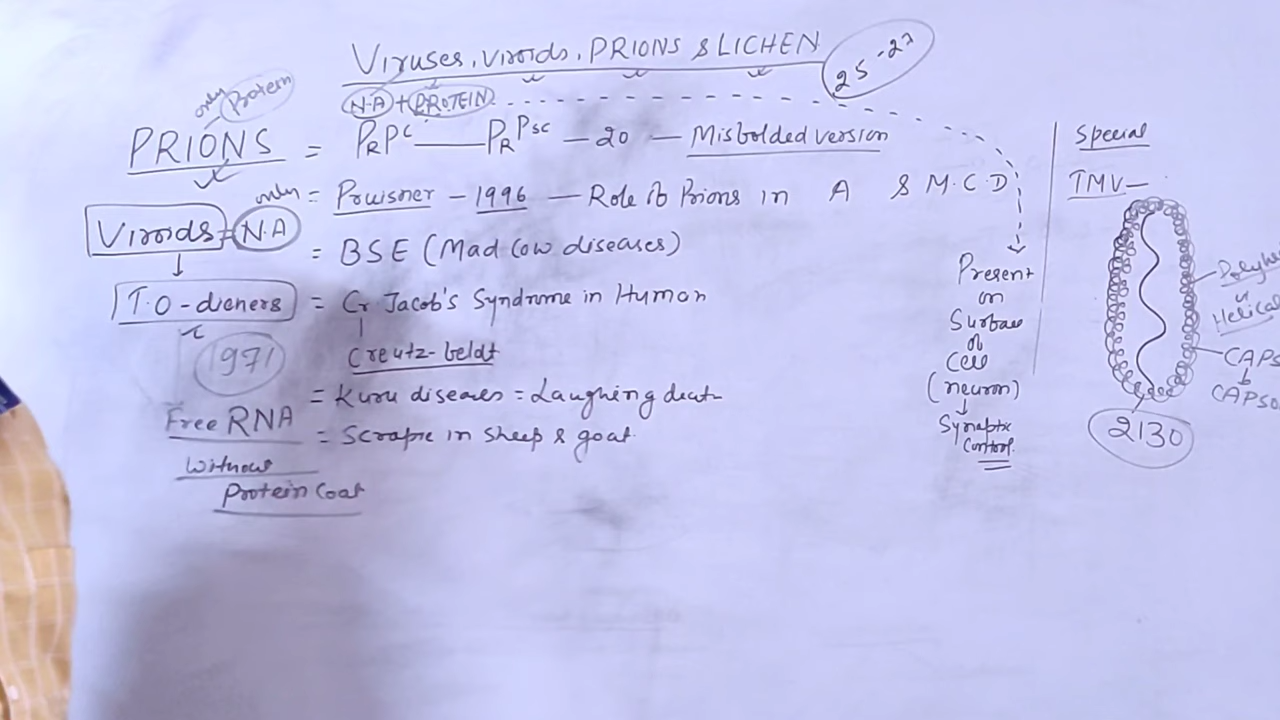 Viruses, Viroids, PRIONS & LICHEN
25-27
N.A + PROTEIN
only Protein
PRIONS = PRPC — PRPsc — 20 — Misfolded version
only = Pruisner — 1996 — Role of Prions in A & M.C.D
Viroids = N.A
= BSE (Mad Cow diseases)
T.O-dieners = Cr Jacob's Syndrome in Human
1971
Creutz-feldt
= Kuru diseases = Laughing death
Free RNA
= Scrapie in Sheep & goat.
Without
Protein Coat
Present
on
Surface
of
Cell
(neuron)
Synaptic
Control.
Special
TMV—
Helical
CAPS
CAPSO
2130